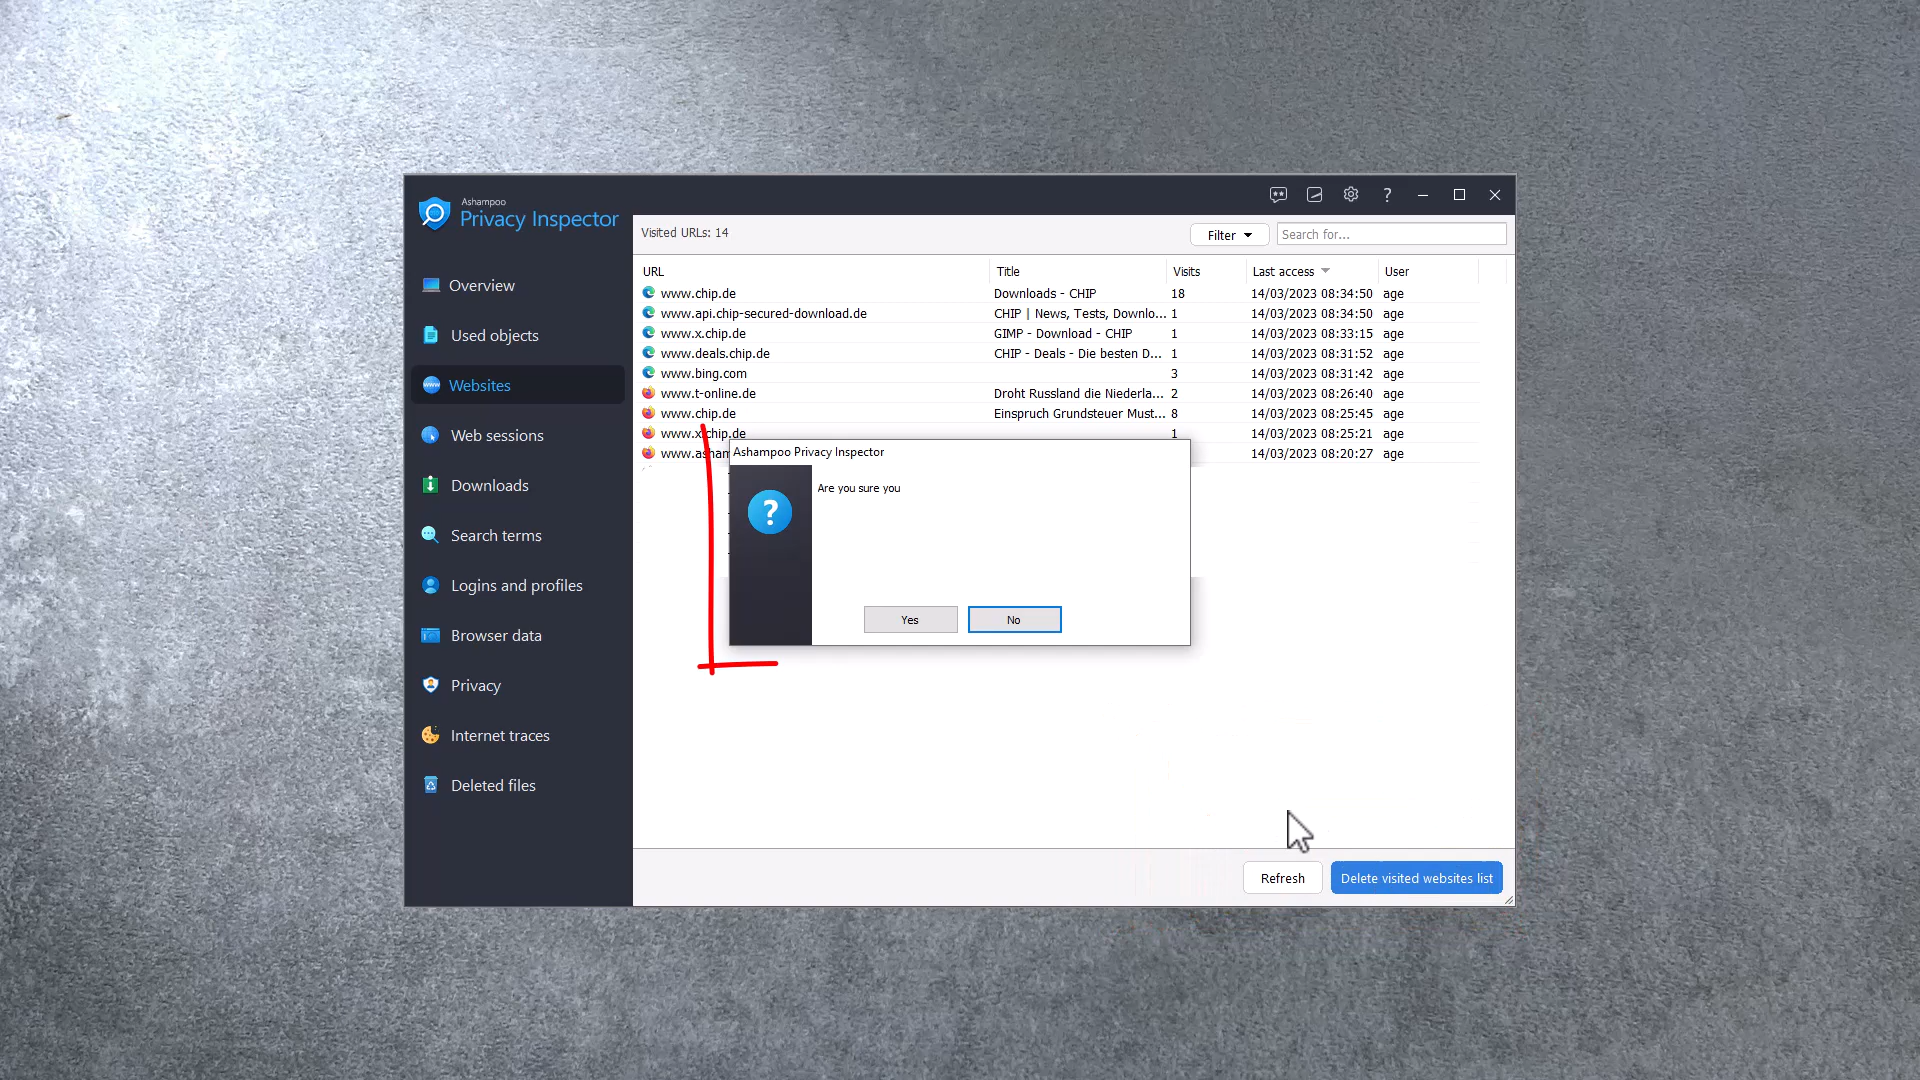 Ashampoo
Privacy Inspector
Overview
Used objects
Websites
Web sessions
Downloads
Search terms
Logins and profiles
Browser data
Privacy
Internet traces
Deleted files
?
Visited URLs: 14
Filter
Search for...
URL Title Visits Last access User
www.chip.de Downloads - CHIP 18 14/03/2023 08:34:50 age
www.api.chip-secured-download.de CHIP | News, Tests, Downlo... 1 14/03/2023 08:34:50 age
www.x.chip.de GIMP - Download - CHIP 1 14/03/2023 08:33:15 age
www.deals.chip.de CHIP - Deals - Die besten D... 1 14/03/2023 08:31:52 age
www.bing.com 3 14/03/2023 08:31:42 age
www.t-online.de Droht Russland die Niederla... 2 14/03/2023 08:26:40 age
www.chip.de Einspruch Grundsteuer Must... 8 14/03/2023 08:25:45 age
www.x.chip.de 1 14/03/2023 08:25:21 age
www.asham 14/03/2023 08:20:27 age
Ashampoo Privacy Inspector
?
Are you sure you
Yes
No
Refresh
Delete visited websites list